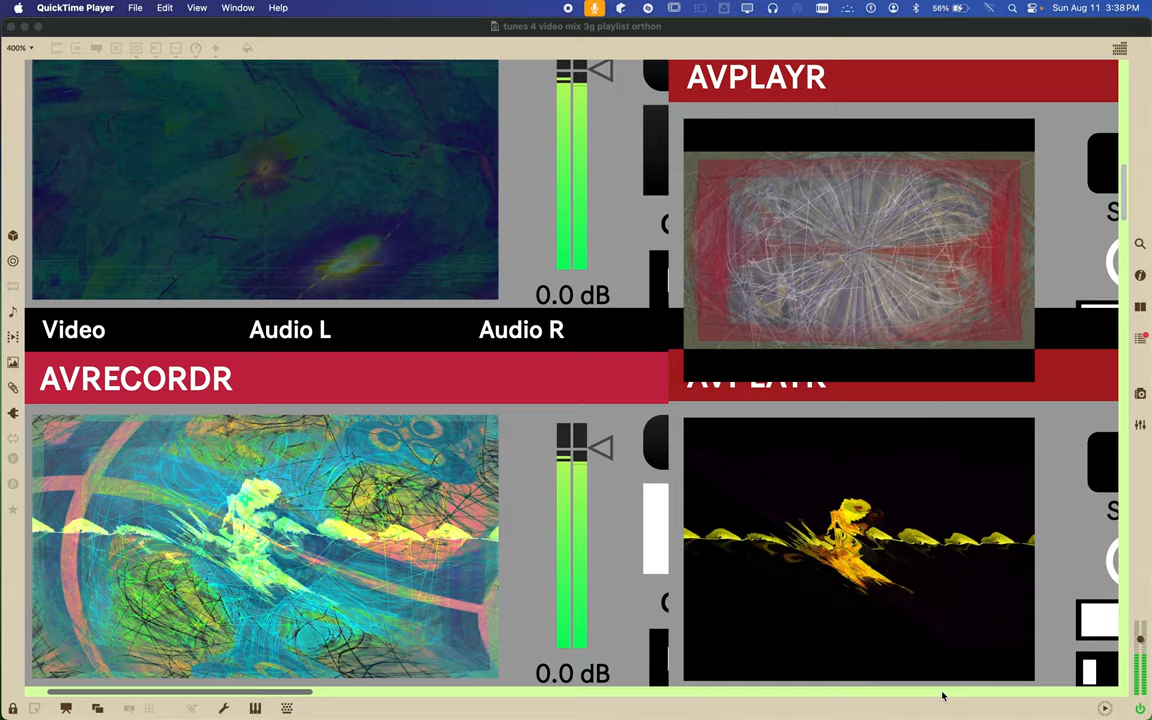 QuickTime Player File Edit View Window Help 56% Sun Aug 11 3:38 PM
tunes 4 video mix 3g playlist orthon
400%
AVPLAYR
0.0 dB
Video Audio L Audio R
AVRECORDR
AVPLAYR
0.0 dB